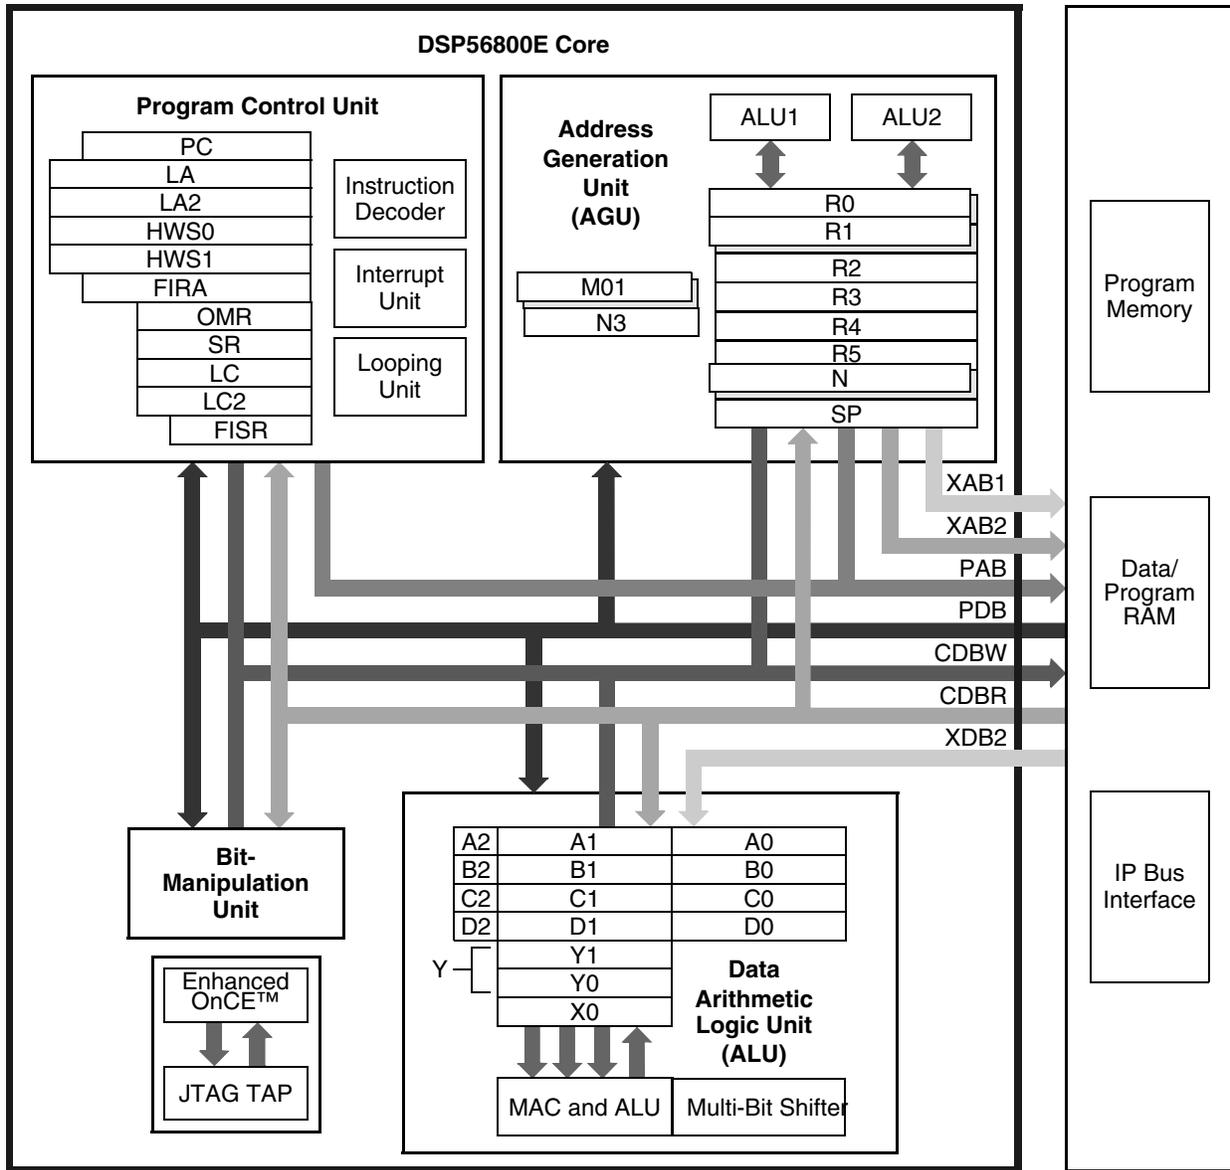 DSP56800E Core
Program Control Unit
PC
LA
LA2
HWS0
HWS1
FIRA
OMR
SR
LC
LC2
FISR
Instruction
Decoder
Interrupt
Unit
Looping
Unit
Address
Generation
Unit
(AGU)
ALU1
ALU2
R0
R1
R2
R3
R4
R5
N
SP
M01
N3
XAB1
XAB2
PAB
PDB
CDBW
CDBR
XDB2
Program
Memory
Data/
Program
RAM
IP Bus
Interface
Bit-
Manipulation
Unit
Enhanced
OnCE™
JTAG TAP
A2 A1 A0
B2 B1 B0
C2 C1 C0
D2 D1 D0
Y
Y1
Y0
X0
Data
Arithmetic
Logic Unit
(ALU)
MAC and ALU
Multi-Bit Shifter